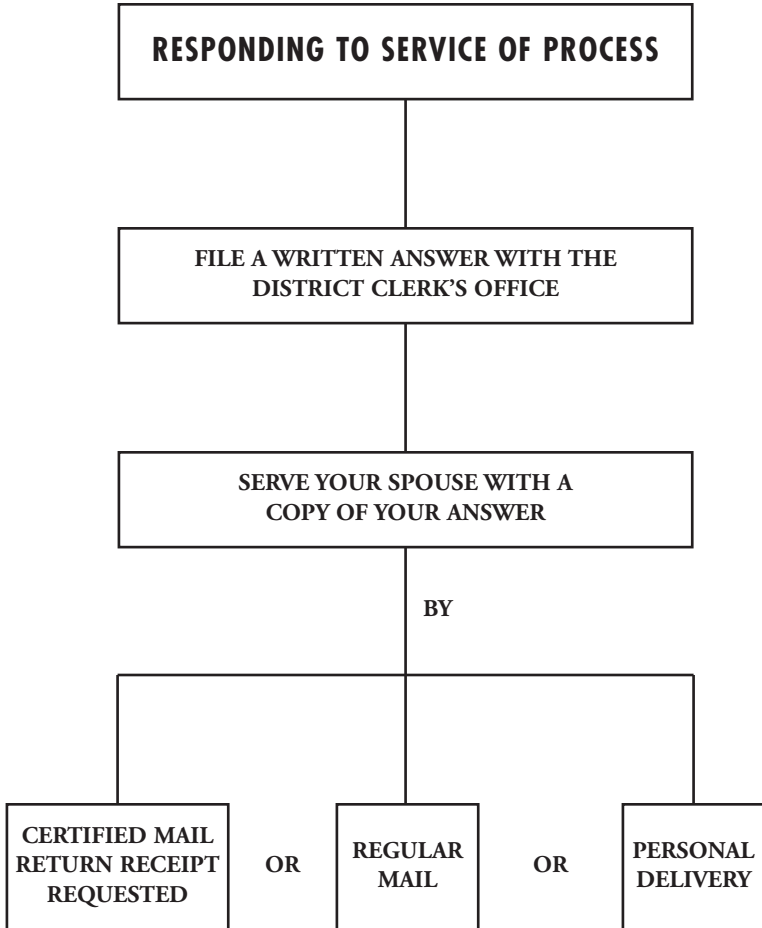 RESPONDING TO SERVICE OF PROCESS
FILE A WRITTEN ANSWER WITH THE
DISTRICT CLERK’S OFFICE
SERVE YOUR SPOUSE WITH A
COPY OF YOUR ANSWER
BY
CERTIFIED MAIL
RETURN RECEIPT
REQUESTED
OR
REGULAR
MAIL
OR
PERSONAL
DELIVERY